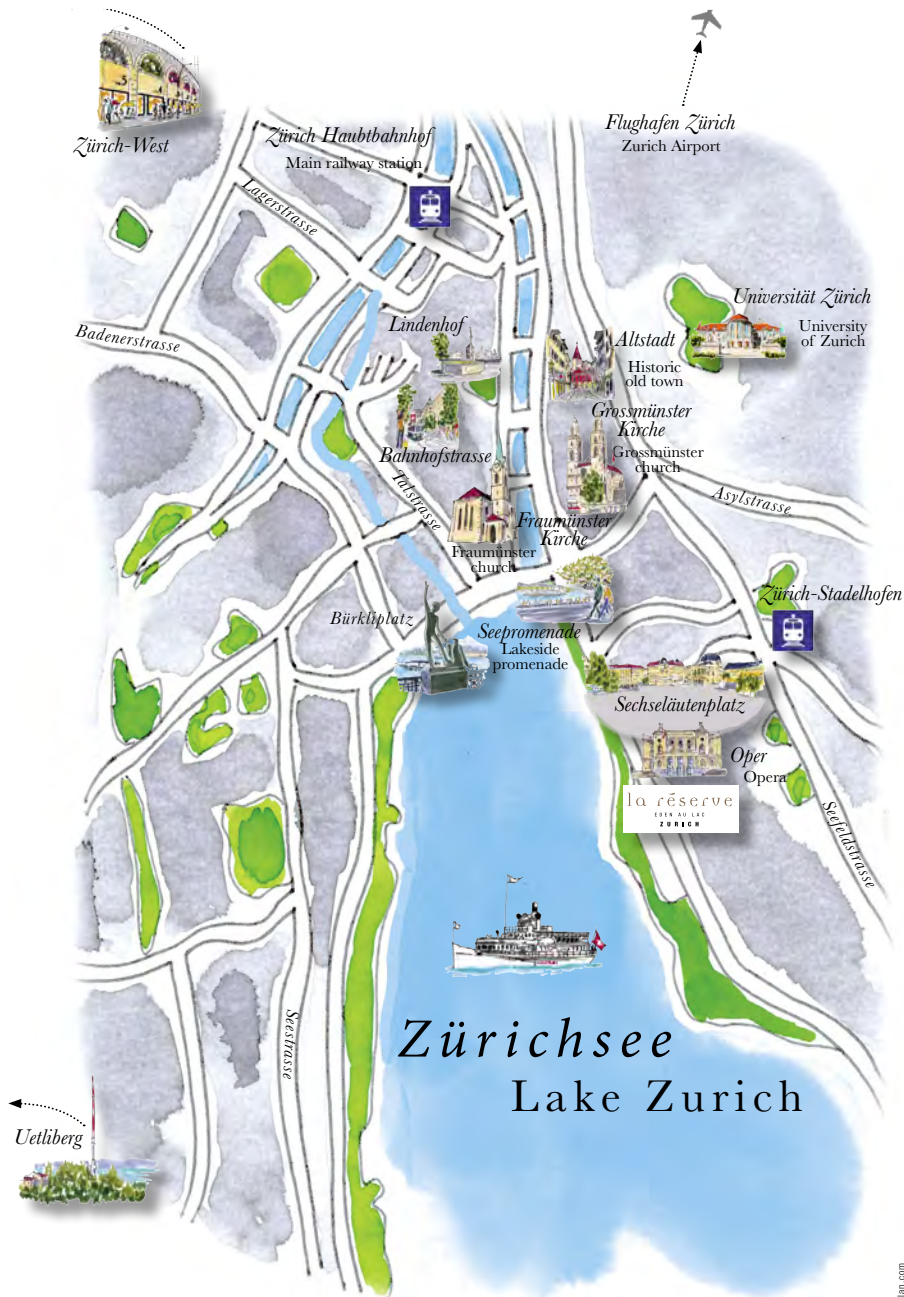 Flughafen Zürich
Zurich Airport
Zürich-West
Zürich Haubtbahnhof
Main railway station
Lagerstrasse
Badenerstrasse
Lindenhof
Universität Zürich
University
of Zurich
Altstadt
Historic
old town
Grossmünster
Kirche
Grossmünster
church
Bahnhofstrasse
Talstrasse
Asylstrasse
Fraumünster
Kirche
Fraumünster
church
Zürich-Stadelhofen
Bürkliplatz
Seepromenade
Lakeside
promenade
Sechseläutenplatz
Oper
Opera
la réserve
EDEN AU LAC
ZURICH
Seefeldstrasse
Seestrasse
Zürichsee
Lake Zurich
Uetliberg
lan.com